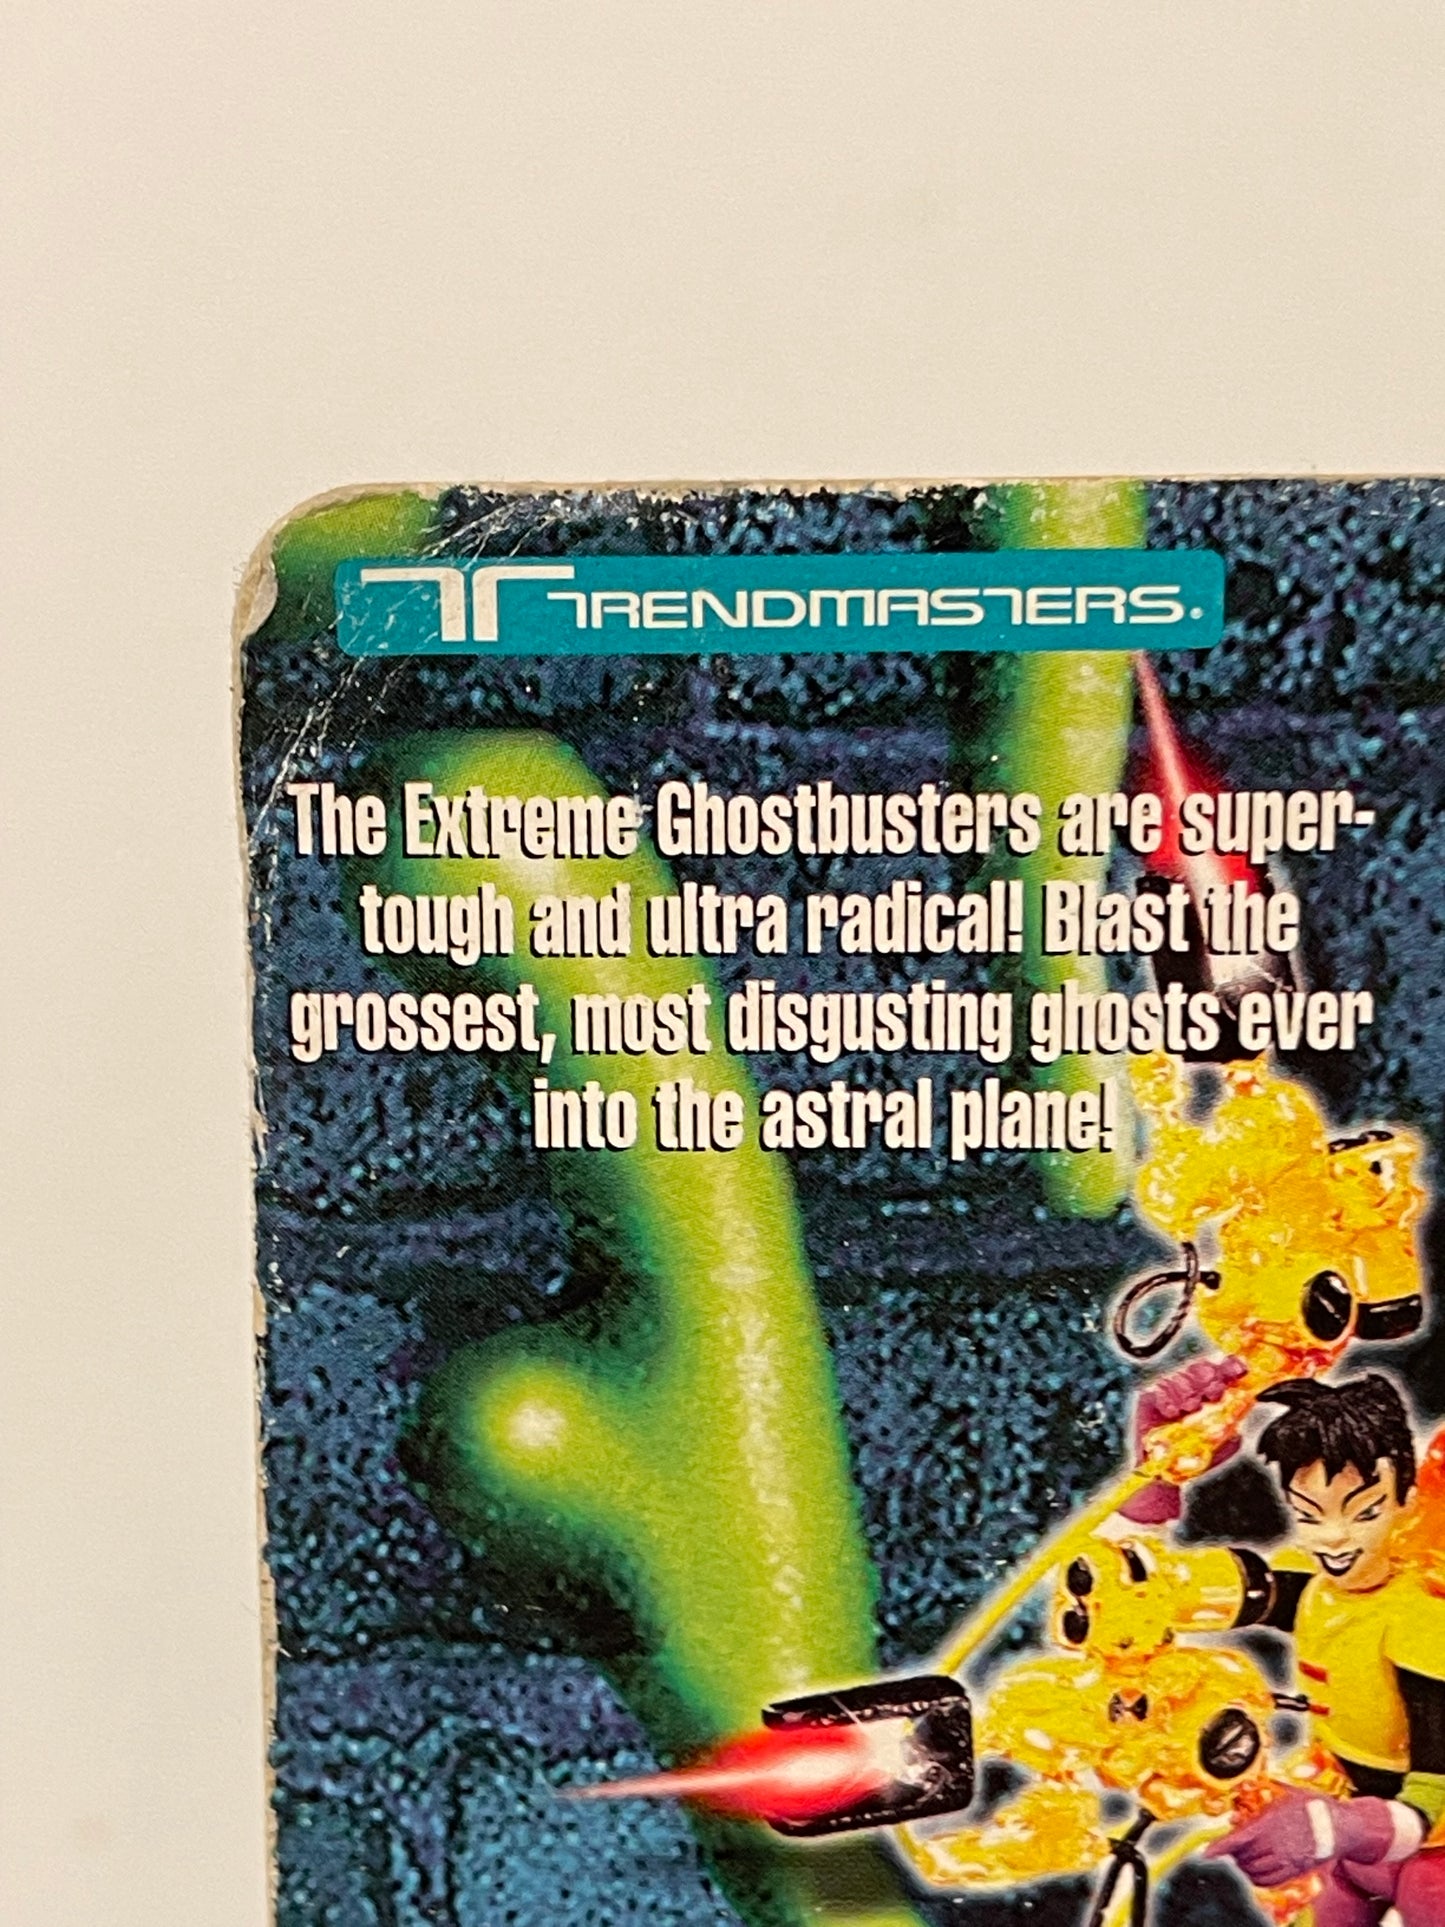 TRENDMASTERS.
The Extreme Ghostbusters are super-
tough and ultra radical! Blast the
grossest, most disgusting ghosts ever
into the astral plane!